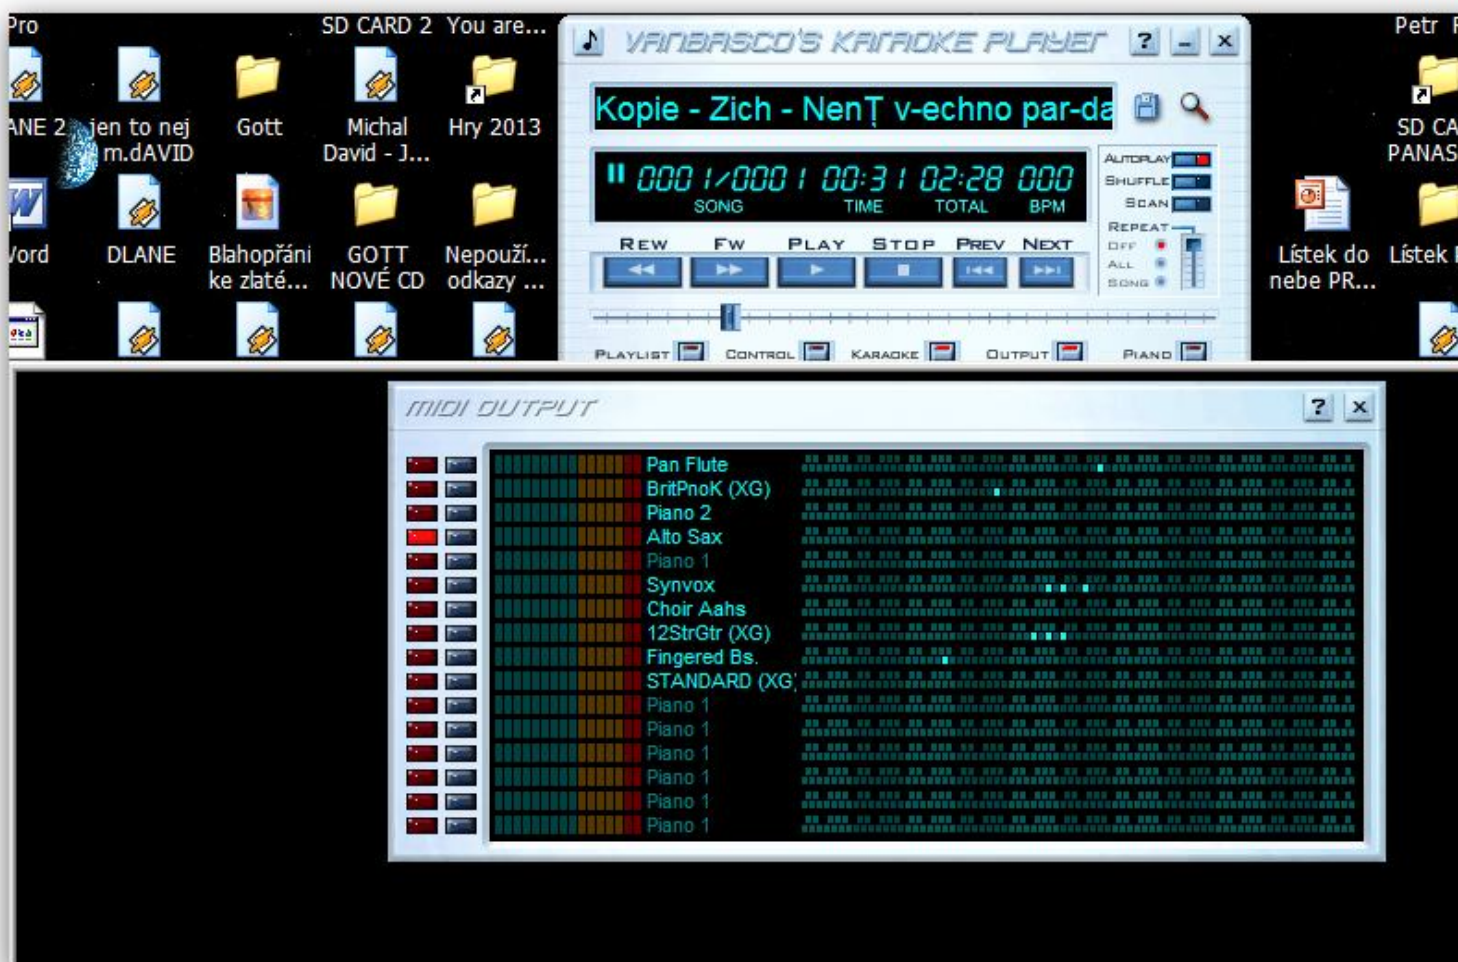 Pro
SD CARD 2
You are...
ANE 2
jen to nej
m.dAVID
Gott
Michal
David - J...
Hry 2013
Word
DLANE
Blahopřání
ke zlaté...
GOTT
NOVÉ CD
Nepouží...
odkazy ...
VANBASCO'S KARAOKE PLAYER
?
Kopie - Zich - NenŢ v-echno par-da
0001/0001 00:31 02:28 000
SONG TIME TOTAL BPM
AUTOPLAY
SHUFFLE
SCAN
REPEAT
OFF
ALL
SONG
REW FW PLAY STOP PREV NEXT
PLAYLIST CONTROL KARAOKE OUTPUT PIANO
Petr
SD CA
PANAS
Lístek do
nebe PR...
Lístek
MIDI OUTPUT
?
Pan Flute
BritPnoK (XG)
Piano 2
Alto Sax
Piano 1
Synvox
Choir Aahs
12StrGtr (XG)
Fingered Bs.
STANDARD (XG)
Piano 1
Piano 1
Piano 1
Piano 1
Piano 1
Piano 1